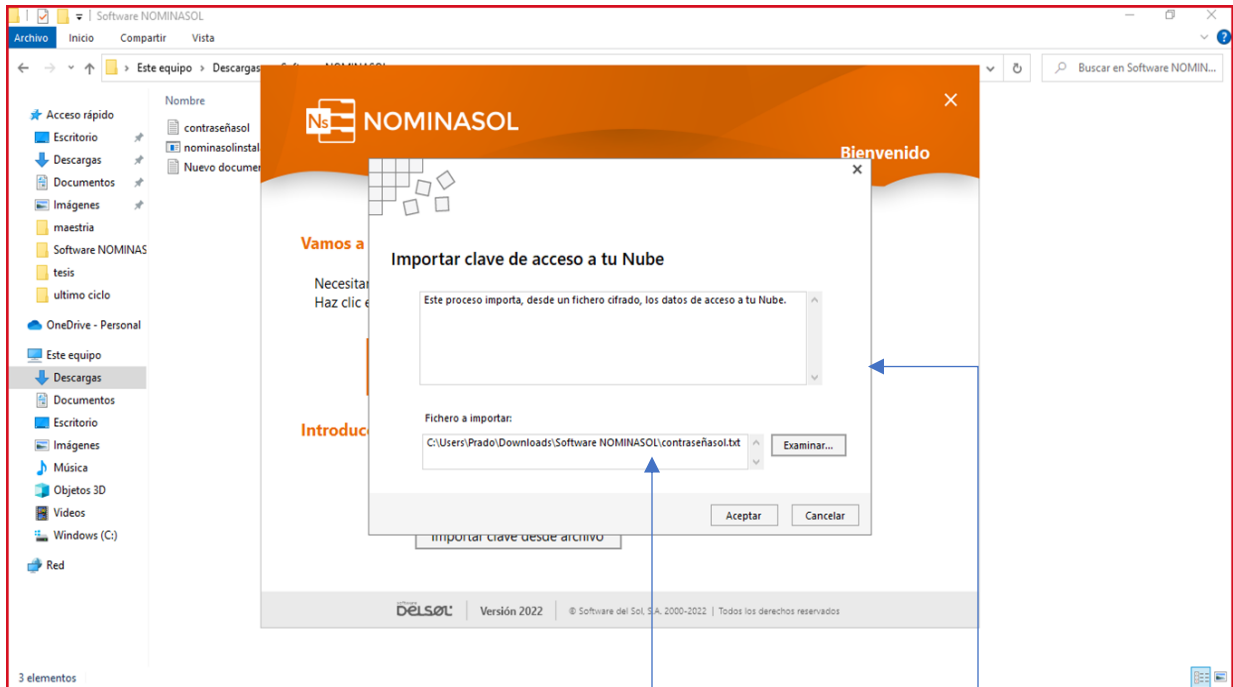 Software NOMINASOL
Archivo Inicio Compartir Vista
Este equipo > Descargas
Buscar en Software NOMIN...
Nombre
Acceso rápido
Escritorio
Descargas
Documentos
Imágenes
maestria
Software NOMINAS
tesis
ultimo ciclo
OneDrive - Personal
Este equipo
Descargas
Documentos
Escritorio
Imágenes
Música
Objetos 3D
Videos
Windows (C:)
Red
contraseñasol
nominasolinstal
Nuevo documen
Ns NOMINASOL
Bienvenido
Vamos a
Necesitar
Haz clic e
Introduc
Importar clave de acceso a tu Nube
Este proceso importa, desde un fichero cifrado, los datos de acceso a tu Nube.
Fichero a importar:
C:\Users\Prado\Downloads\Software NOMINASOL\contraseñasol.txt
Examinar...
Aceptar Cancelar
Importar clave desde archivo
DELSOL Versión 2022 © Software del Sol, S.A. 2000-2022 | Todos los derechos reservados
3 elementos